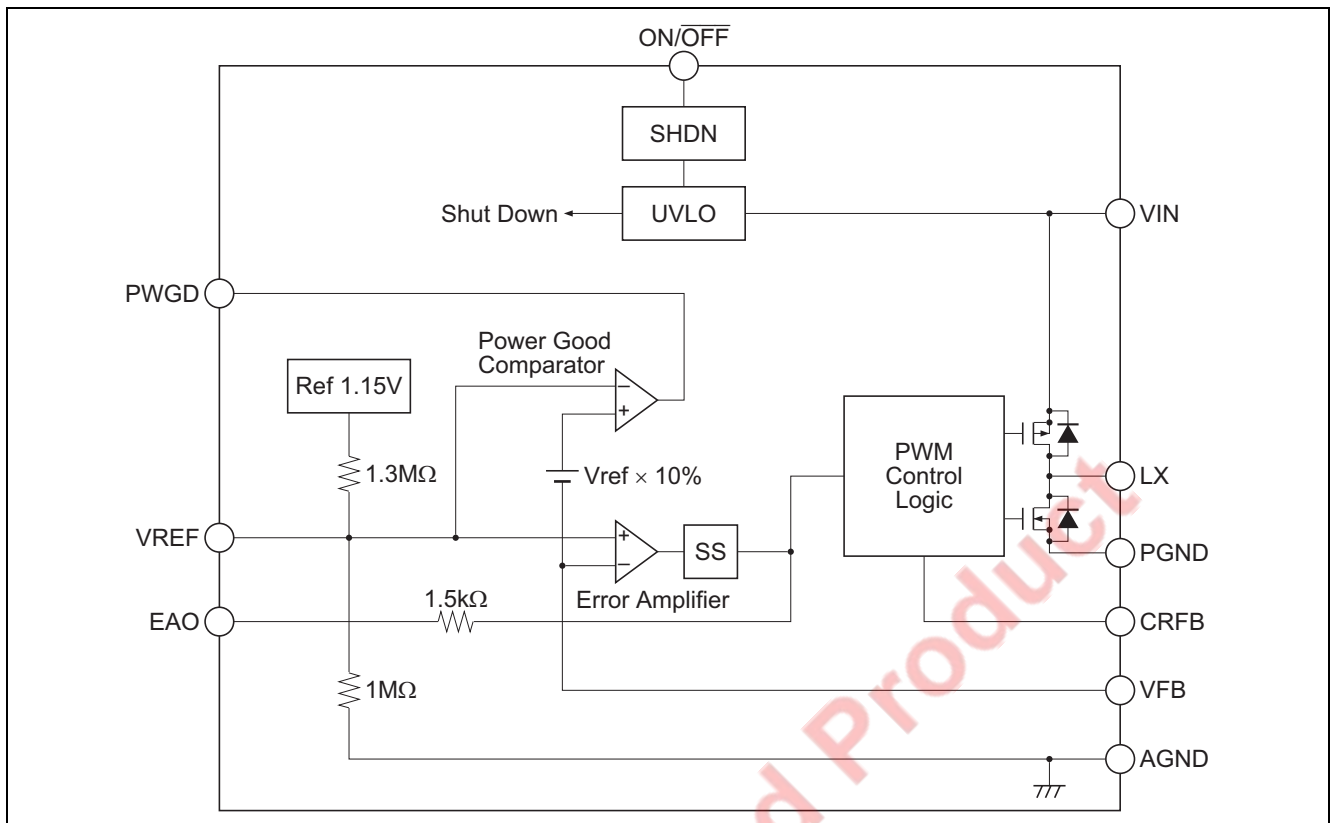 ON/OFF
SHDN
Shut Down
UVLO
VIN
PWGD
Power Good
Comparator
Ref 1.15V
−
+
1.3MΩ
Vref × 10%
PWM
Control
Logic
LX
VREF
+
−
SS
PGND
1.5kΩ
Error Amplifier
EAO
CRFB
1MΩ
VFB
AGND
d Product